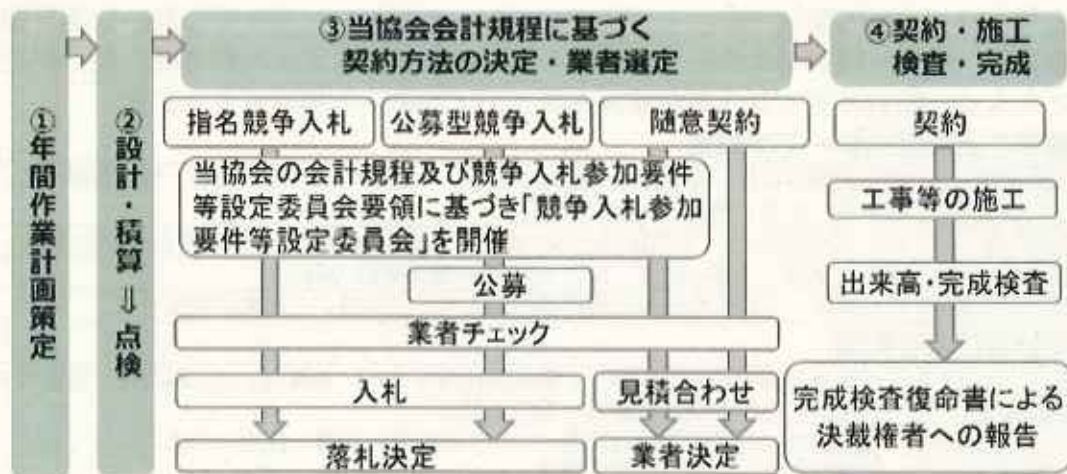 ①年間作業計画策定
②設計・積算⇒点検
③当協会会計規程に基づく
契約方法の決定・業者選定
指名競争入札
公募型競争入札
随意契約
当協会の会計規程及び競争入札参加要件
等設定委員会要領に基づき「競争入札参加
要件等設定委員会」を開催
公募
業者チェック
入札
見積合わせ
落札決定
業者決定
④契約・施工
検査・完成
契約
工事等の施工
出来高・完成検査
完成検査復命書による
決裁権者への報告